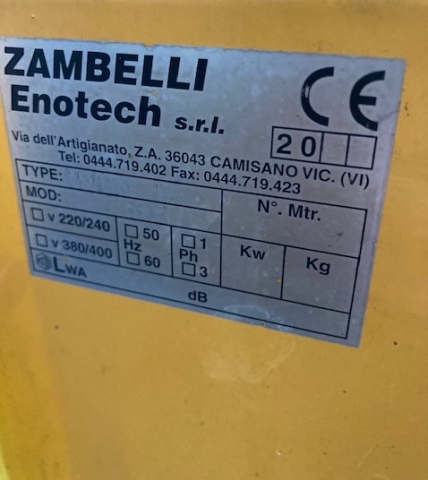 ZAMBELLI
Enotech s.r.l.
CE
20
Via dell'Artigianato, Z.A. 36043 CAMISANO VIC. (VI)
Tel: 0444.719.402 Fax: 0444.719.423
TYPE:
N°. Mtr.
MOD:
v 220/240
50
Hz
60
1
Ph
3
Kw
Kg
v 380/400
LWA
dB